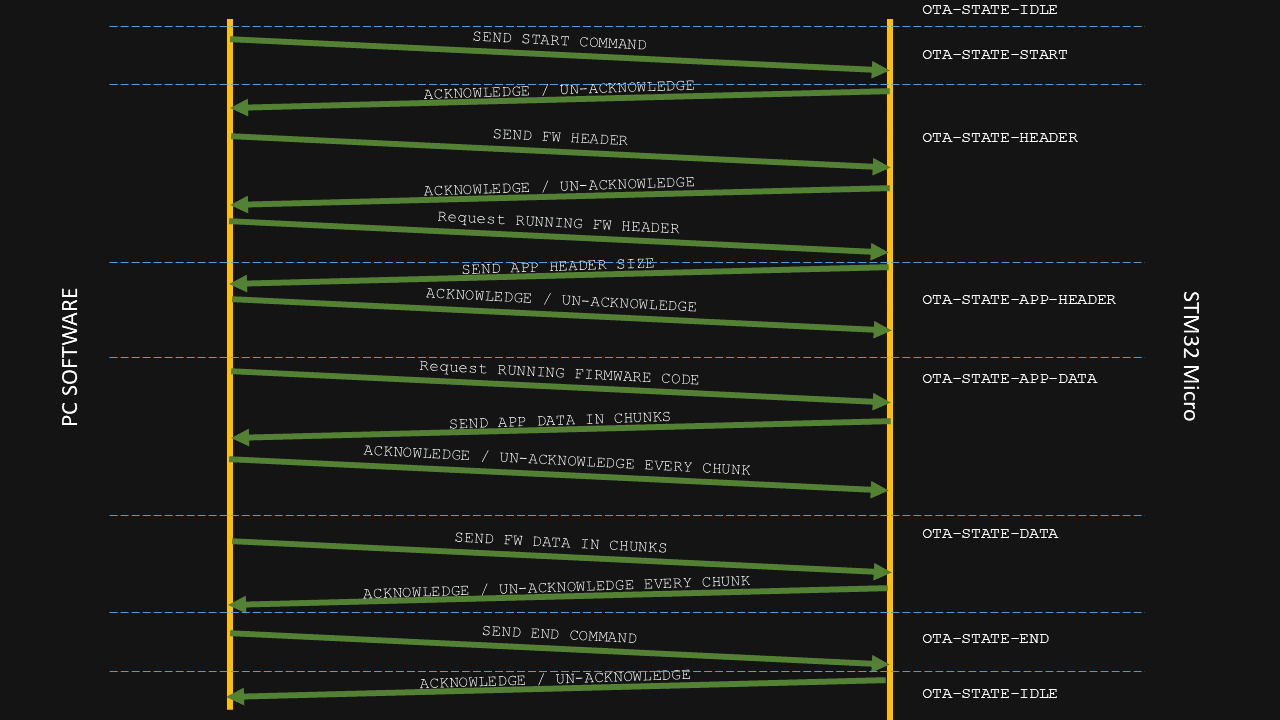 OTA-STATE-IDLE
SEND START COMMAND
OTA-STATE-START
ACKNOWLEDGE / UN-ACKNOWLEDGE
SEND FW HEADER
OTA-STATE-HEADER
ACKNOWLEDGE / UN-ACKNOWLEDGE
Request RUNNING FW HEADER
SEND APP HEADER SIZE
ACKNOWLEDGE / UN-ACKNOWLEDGE
OTA-STATE-APP-HEADER
PC SOFTWARE
STM32 Micro
Request RUNNING FIRMWARE CODE
OTA-STATE-APP-DATA
SEND APP DATA IN CHUNKS
ACKNOWLEDGE / UN-ACKNOWLEDGE EVERY CHUNK
OTA-STATE-DATA
SEND FW DATA IN CHUNKS
ACKNOWLEDGE / UN-ACKNOWLEDGE EVERY CHUNK
SEND END COMMAND
OTA-STATE-END
ACKNOWLEDGE / UN-ACKNOWLEDGE
OTA-STATE-IDLE